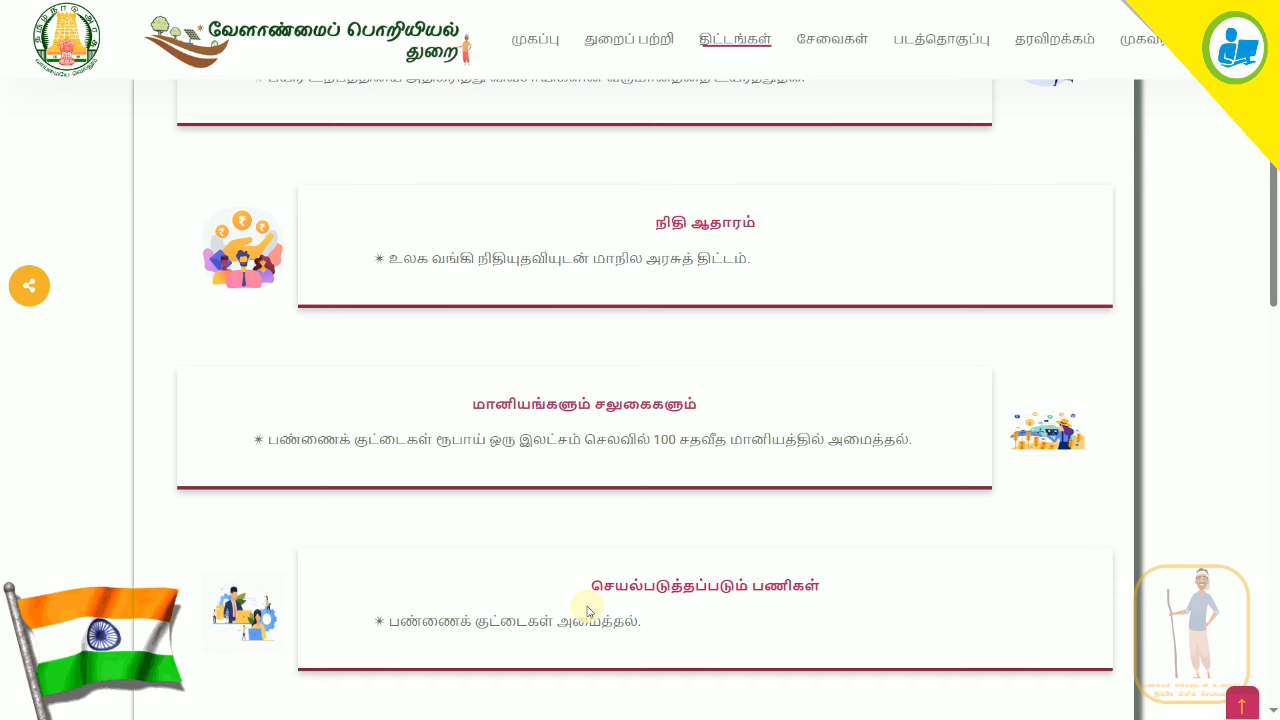 வேளாண்மைப் பொறியியல்
துறை
முகப்பு துறைப் பற்றி திட்டங்கள் சேவைகள் படத்தொகுப்பு தரவிறக்கம்
நிதி ஆதாரம்
✴ உலக வங்கி நிதியுதவியுடன் மாநில அரசுத் திட்டம்.
மானியங்களும் சலுகைகளும்
✴ பண்ணைக் குட்டைகள் ரூபாய் ஒரு இலட்சம் செலவில் 100 சதவீத மானியத்தில் அமைத்தல்.
செயல்படுத்தப்படும் பணிகள்
✴ பண்ணைக் குட்டைகள் அமைத்தல்.